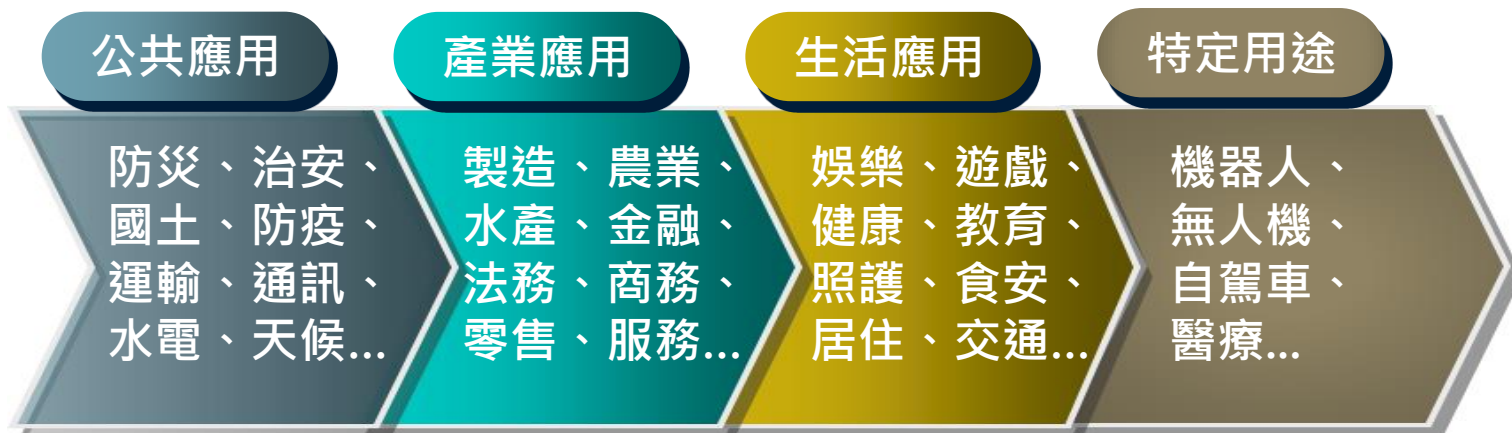 公共應用
防災、治安、
國土、防疫、
運輸、通訊、
水電、天候...
產業應用
製造、農業、
水產、金融、
法務、商務、
零售、服務...
生活應用
娛樂、遊戲、
健康、教育、
照護、食安、
居住、交通...
特定用途
機器人、
無人機、
自駕車、
醫療...